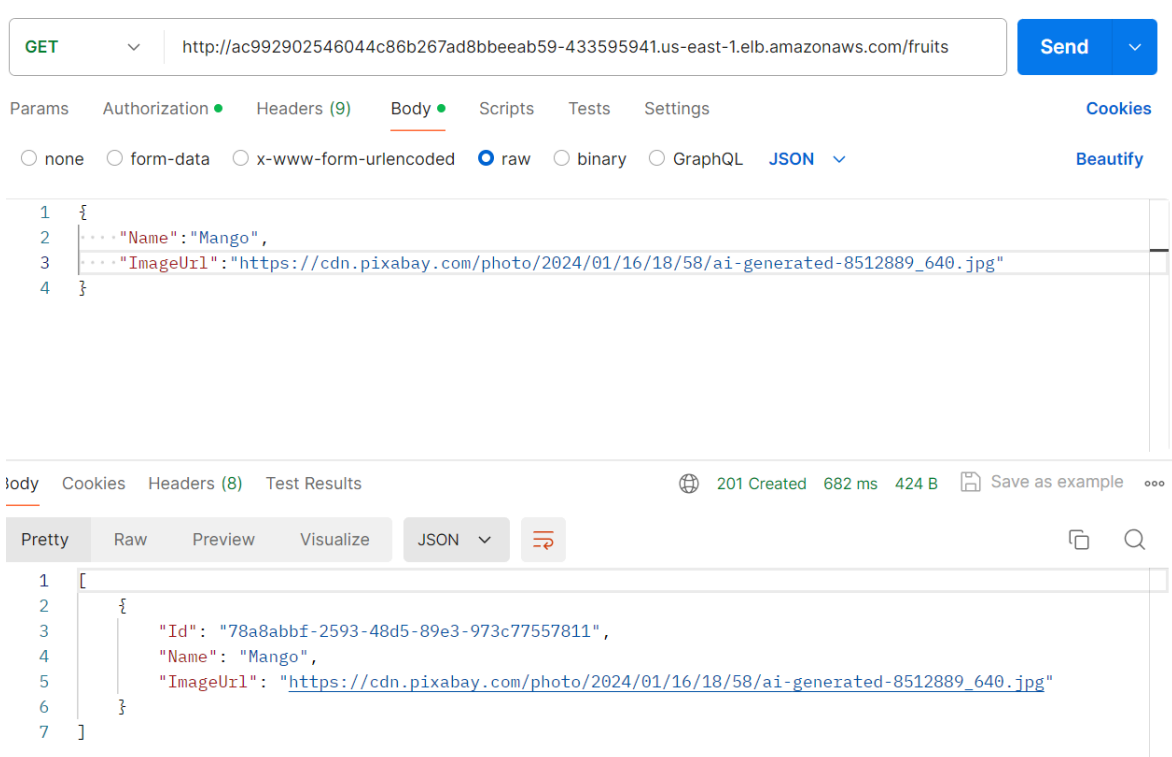 GET http://ac992902546044c86b267ad8bbeeab59-433595941.us-east-1.elb.amazonaws.com/fruits Send
Params Authorization Headers (9) Body Scripts Tests Settings Cookies
none form-data x-www-form-urlencoded raw binary GraphQL JSON Beautify
1 {
2 "Name":"Mango",
3 "ImageUrl":"https://cdn.pixabay.com/photo/2024/01/16/18/58/ai-generated-8512889_640.jpg"
4 }
Body Cookies Headers (8) Test Results 201 Created 682 ms 424 B Save as example
Pretty Raw Preview Visualize JSON
1 [
2 {
3 "Id": "78a8abbf-2593-48d5-89e3-973c77557811",
4 "Name": "Mango",
5 "ImageUrl": "https://cdn.pixabay.com/photo/2024/01/16/18/58/ai-generated-8512889_640.jpg"
6 }
7 ]